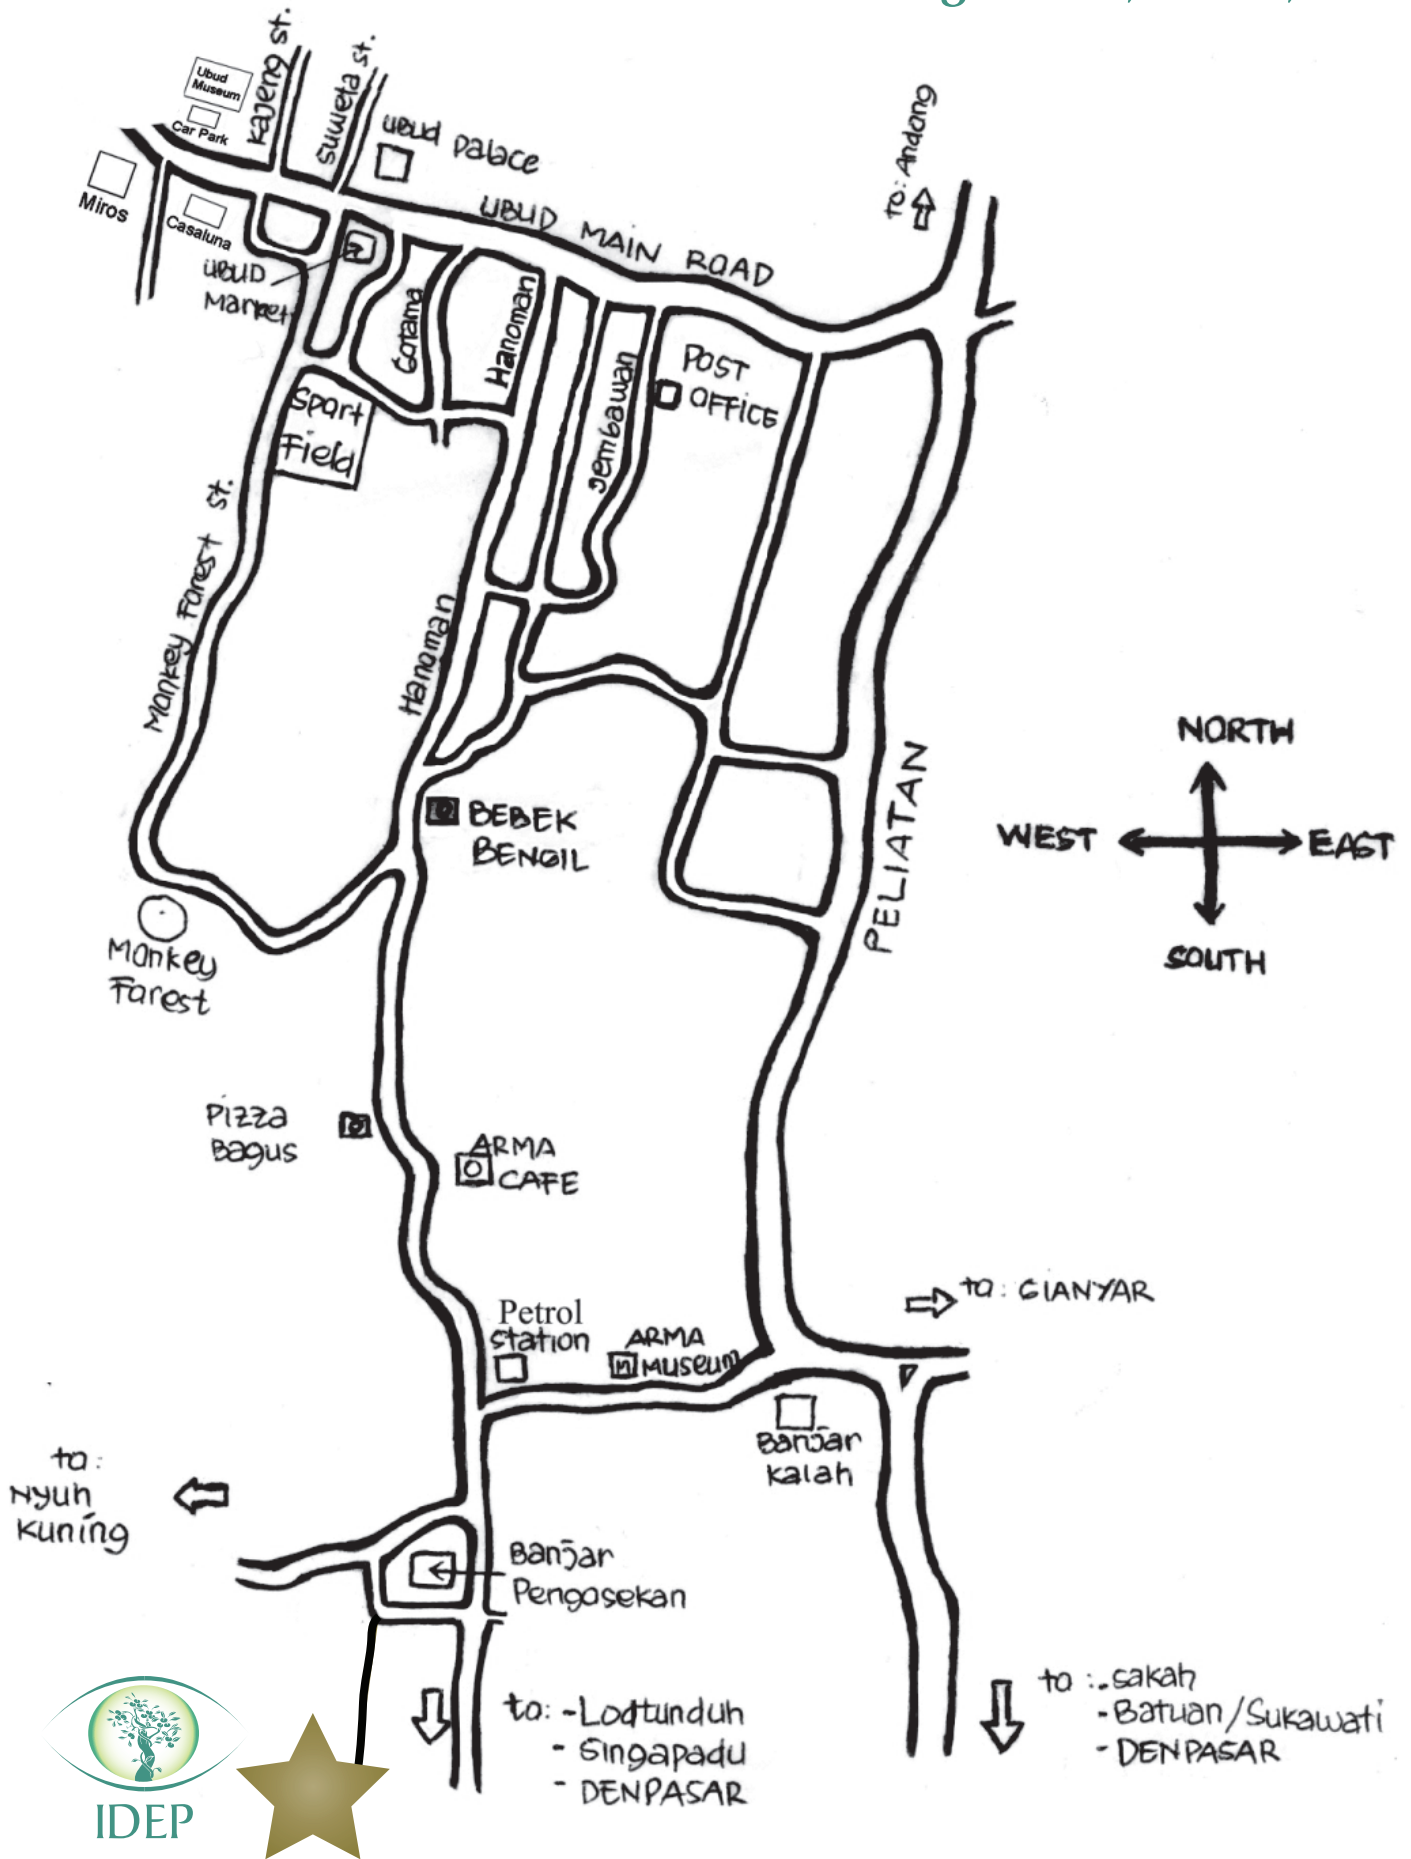 Kajeng st.
Suweta st.
Ubud
Museum
Car Park
Ubud Palace
Miros
Casaluna
UBUD
Market
UBUD MAIN ROAD
to: Andong
Gotama
Hanoman
Jembawan
POST
OFFICE
Sport
Field
Monkey Forest st.
Hanoman
PELIATAN
NORTH
WEST
EAST
SOUTH
BEBEK
BENGIL
Monkey
Forest
Pizza
Bagus
ARMA
CAFE
to: GIANYAR
Petrol
Station
ARMA
M MUSEUM
Banjar
Kalah
to:
Nyuh
Kuning
Banjar
Pengosekan
to: - Lodtunduh
- Singapadu
- DENPASAR
to: - Sakah
- Batuan/Sukawati
- DENPASAR
IDEP